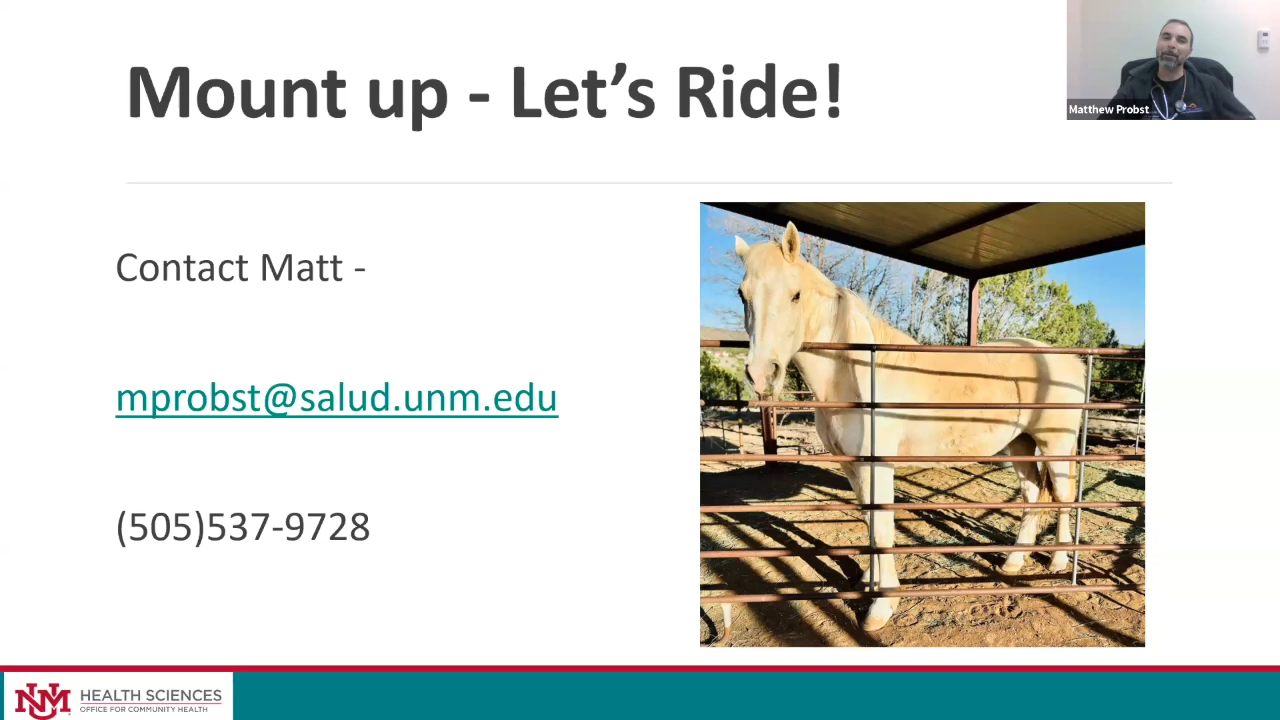 Mount up - Let’s Ride!
Matthew Probst
Contact Matt -
mprobst@salud.unm.edu
(505)537-9728
UNM HEALTH SCIENCES
OFFICE FOR COMMUNITY HEALTH